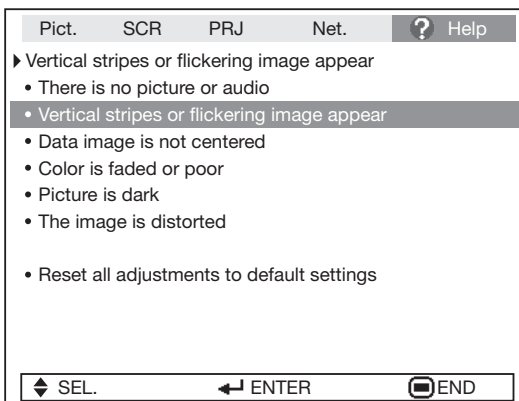 Pict. SCR PRJ Net. ? Help
Vertical stripes or flickering image appear
• There is no picture or audio
• Vertical stripes or flickering image appear
• Data image is not centered
• Color is faded or poor
• Picture is dark
• The image is distorted
• Reset all adjustments to default settings
SEL. ENTER END